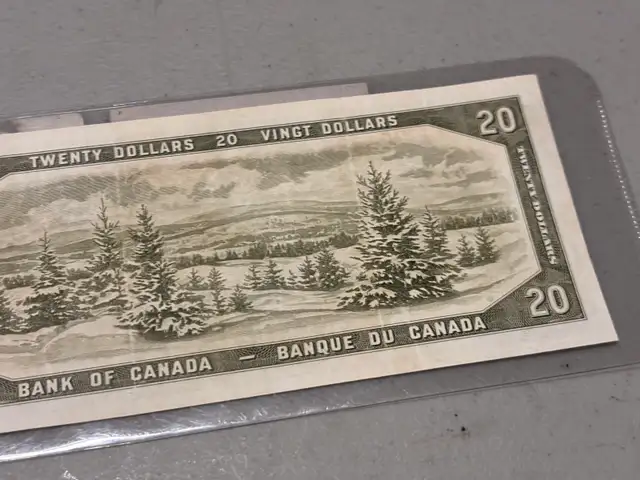 TWENTY DOLLARS 20 VINGT DOLLARS
20
TWENTY DOLLARS
20
BANK OF CANADA — BANQUE DU CANADA